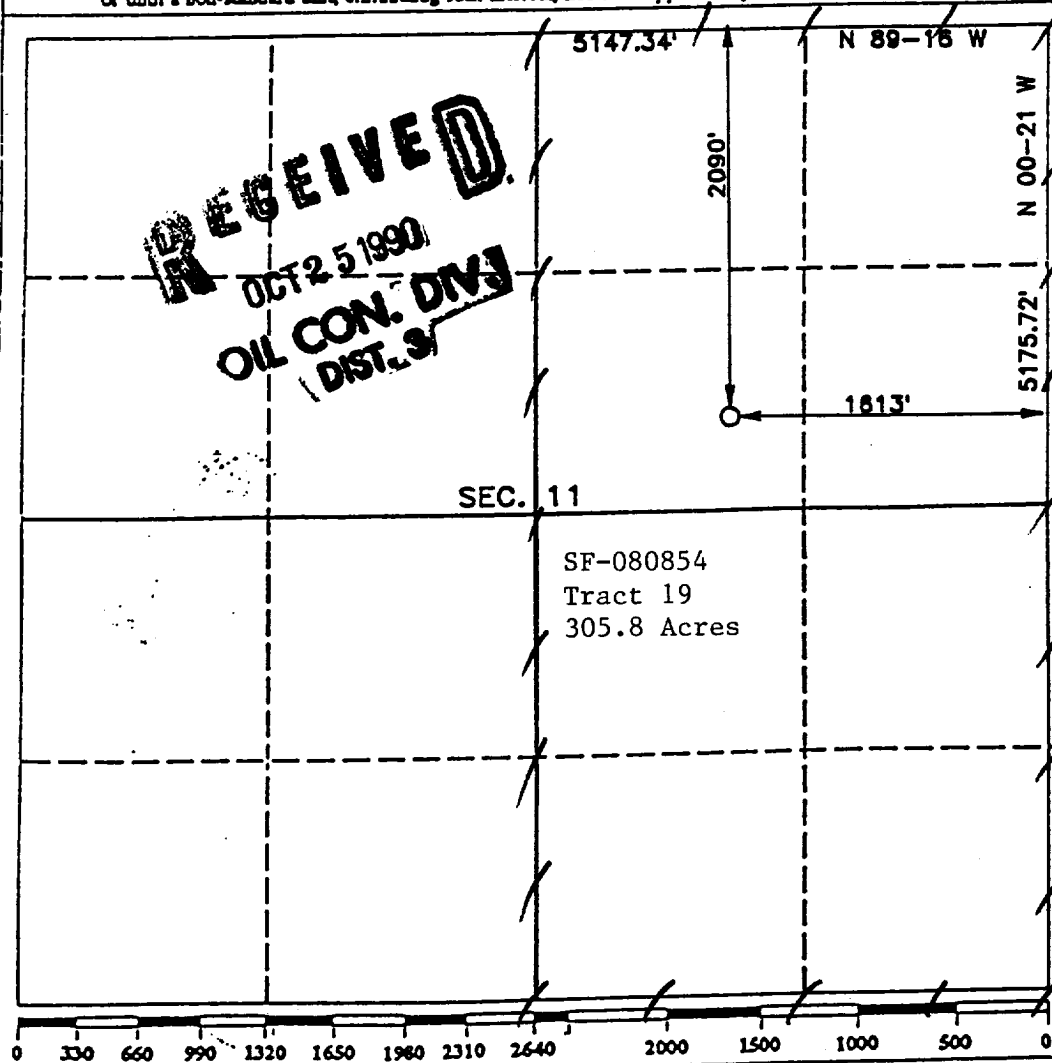 5147.34' N 89-16 W
N 00-21 W
2090'
RECEIVED
OCT 25 1990
OIL CON. DIV.
DIST. 3
5175.72'
1613'
SEC. 11
SF-080854
Tract 19
305.8 Acres
0 330 660 990 1320 1650 1980 2310 2640 2000 1500 1000 500 0